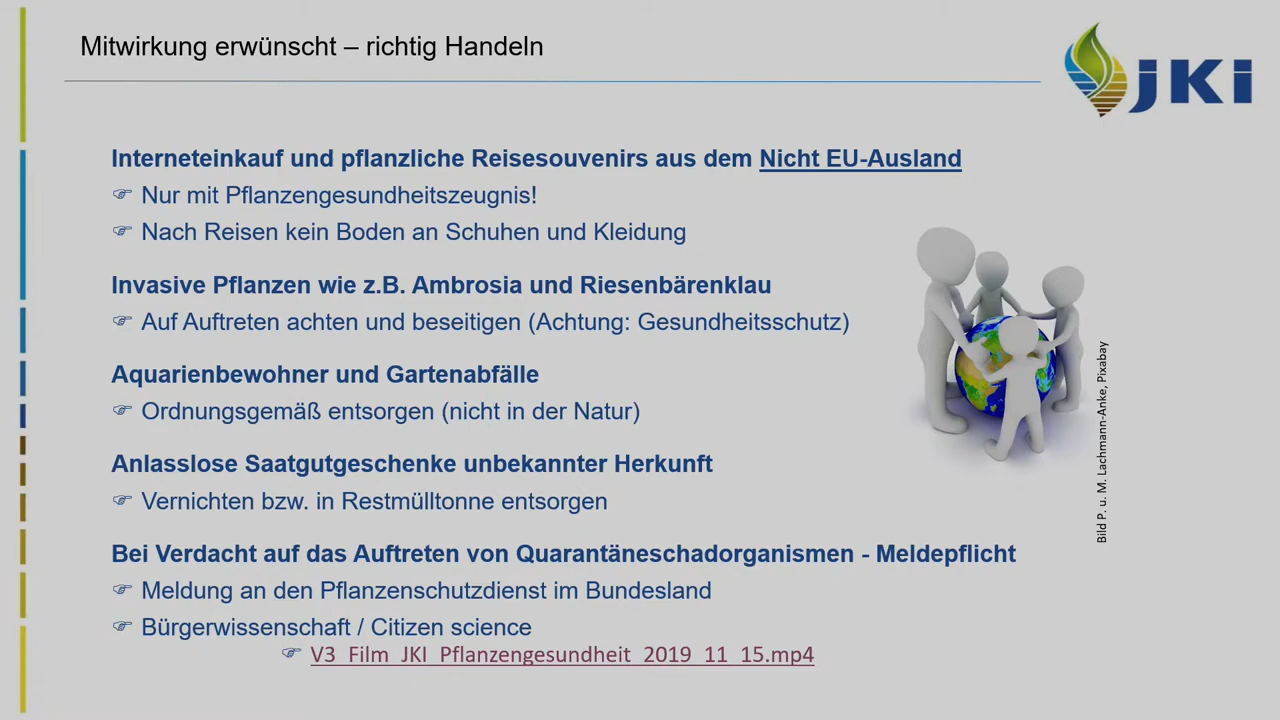 Mitwirkung erwünscht – richtig Handeln
JKI
Interneteinkauf und pflanzliche Reisesouvenirs aus dem Nicht EU-Ausland
☞ Nur mit Pflanzengesundheitszeugnis!
☞ Nach Reisen kein Boden an Schuhen und Kleidung
Invasive Pflanzen wie z.B. Ambrosia und Riesenbärenklau
☞ Auf Auftreten achten und beseitigen (Achtung: Gesundheitsschutz)
Aquarienbewohner und Gartenabfälle
☞ Ordnungsgemäß entsorgen (nicht in der Natur)
Anlasslose Saatgutgeschenke unbekannter Herkunft
☞ Vernichten bzw. in Restmülltonne entsorgen
Bei Verdacht auf das Auftreten von Quarantäneschadorganismen - Meldepflicht
☞ Meldung an den Pflanzenschutzdienst im Bundesland
☞ Bürgerwissenschaft / Citizen science
☞ V3_Film_JKI_Pflanzengesundheit_2019_11_15.mp4
Bild P. u. M. Lachmann-Anke, Pixabay